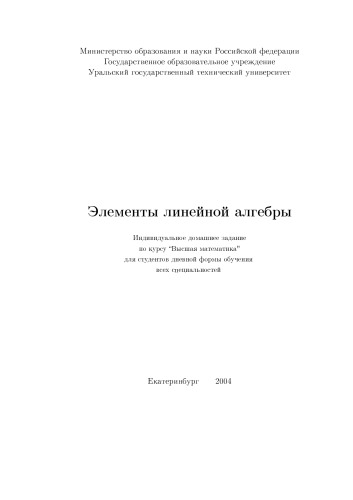 Министерство образования и науки Российской федерации
Государственное образовательное учреждение
Уральский государственный технический университет
Элементы линейной алгебры
Индивидуальное домашнее задание
по курсу “Высшая математика”
для студентов дневной формы обучения
всех специальностей
Екатеринбург 2004